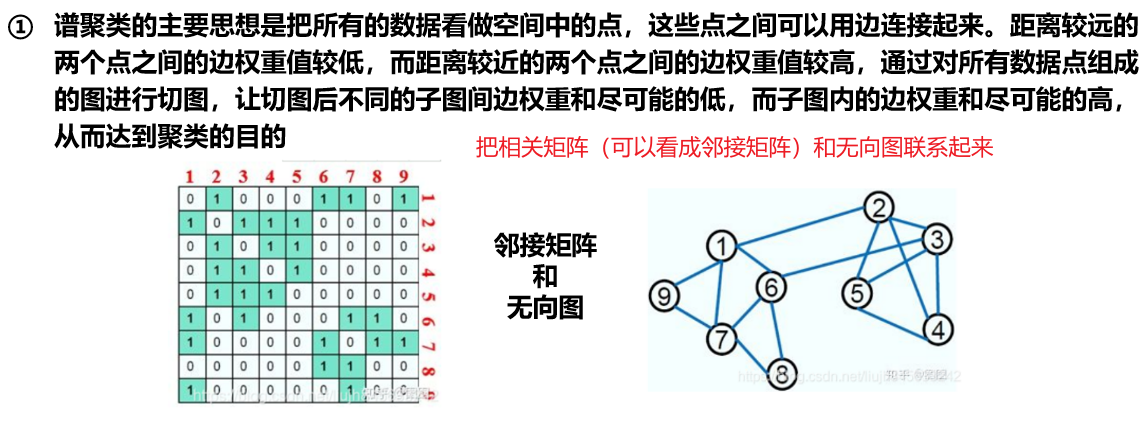 ① 谱聚类的主要思想是把所有的数据看做空间中的点，这些点之间可以用边连接起来。距离较远的
两个点之间的边权重值较低，而距离较近的两个点之间的边权重值较高，通过对所有数据点组成
的图进行切图，让切图后不同的子图间边权重和尽可能的低，而子图内的边权重和尽可能的高，
从而达到聚类的目的
把相关矩阵（可以看成邻接矩阵）和无向图联系起来
1 2 3 4 5 6 7 8 9
0 1 0 0 0 1 1 0 1 1
1 0 1 1 1 0 0 0 0 2
0 1 0 1 1 0 0 0 0 3
0 1 1 0 1 0 0 0 0 4
0 1 1 1 0 0 0 0 0 5
1 0 1 0 0 0 1 1 0 6
1 0 0 0 0 1 0 1 1 7
0 0 0 0 0 1 1 0 0 8
1 0 0 0 0 0 1 0 0 9
邻接矩阵
和
无向图
2
1
3
6
9
5
7
4
8